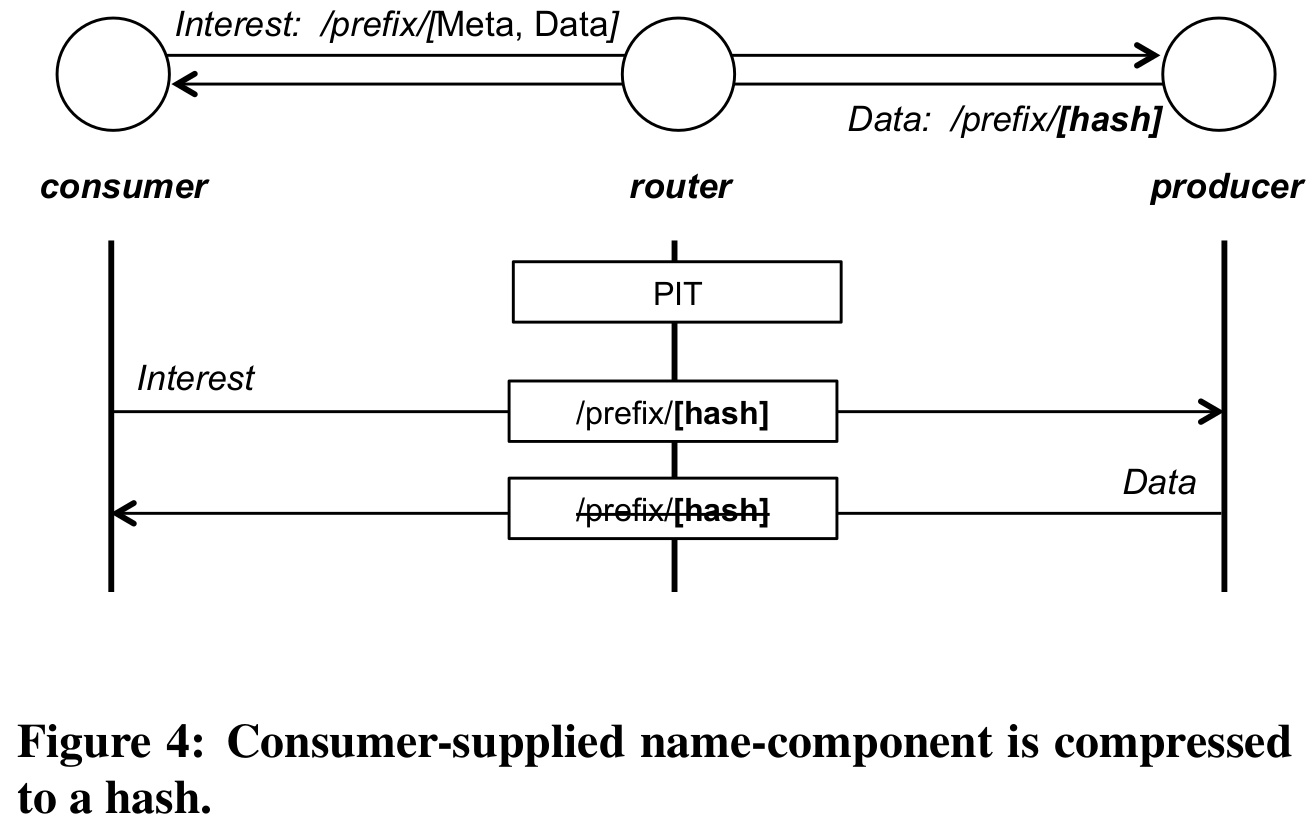 Interest: /prefix/[Meta, Data]
Data: /prefix/[hash]
consumer
router
producer
PIT
Interest
/prefix/[hash]
Data
/prefix/[hash]
Figure 4: Consumer-supplied name-component is compressed
to a hash.